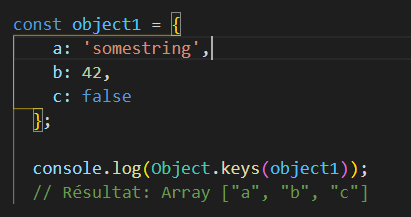 const object1 = {
a: 'somestring',
b: 42,
c: false
};
console.log(Object.keys(object1));
// Résultat: Array ["a", "b", "c"]